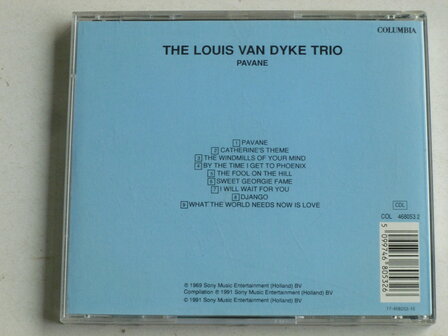 COLUMBIA
THE LOUIS VAN DYKE TRIO
PAVANE
1 PAVANE
2 CATHERINE'S THEME
3 THE WINDMILLS OF YOUR MIND
4 BY THE TIME I GET TO PHOENIX
5 THE FOOL ON THE HILL
6 SWEET GEORGIE FAME
7 I WILL WAIT FOR YOU
8 DJANGO
9 WHAT THE WORLD NEEDS NOW IS LOVE
CDL
COL 468053 2
5 099746 805326
℗ 1969 Sony Music Entertainment (Holland) BV
Compilation ℗ 1991 Sony Music Entertainment (Holland) BV
© 1991 Sony Music Entertainment (Holland) BV